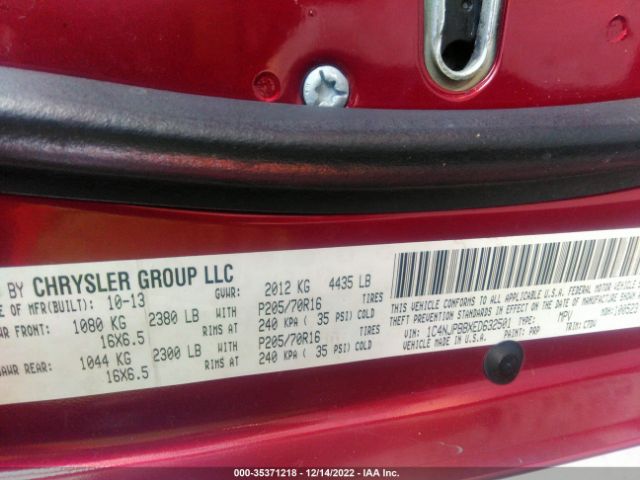 BY CHRYSLER GROUP LLC
OF MFR(BUILT): 10-13
GVWR: 2012 KG 4435 LB
FRONT: 1080 KG 2380 LB WITH P205/70R16 TIRES
16X6.5 RIMS AT 240 KPA ( 35 PSI) COLD
GAWR REAR: 1044 KG 2300 LB WITH P205/70R16 TIRES
16X6.5 RIMS AT 240 KPA ( 35 PSI) COLD
THIS VEHICLE CONFORMS TO ALL APPLICABLE U.S.A. FEDERAL MOTOR VEHICLE
THEFT PREVENTION STANDARDS IN EFFECT ON THE DATE OF
VIN: 1C4NJPBBXED632501 TYPE: MPV
VEHICLE MADE IN U.S.A. PAINT: PRP TRIM:
000-35371218 | 12/14/2022 - IAA Inc.